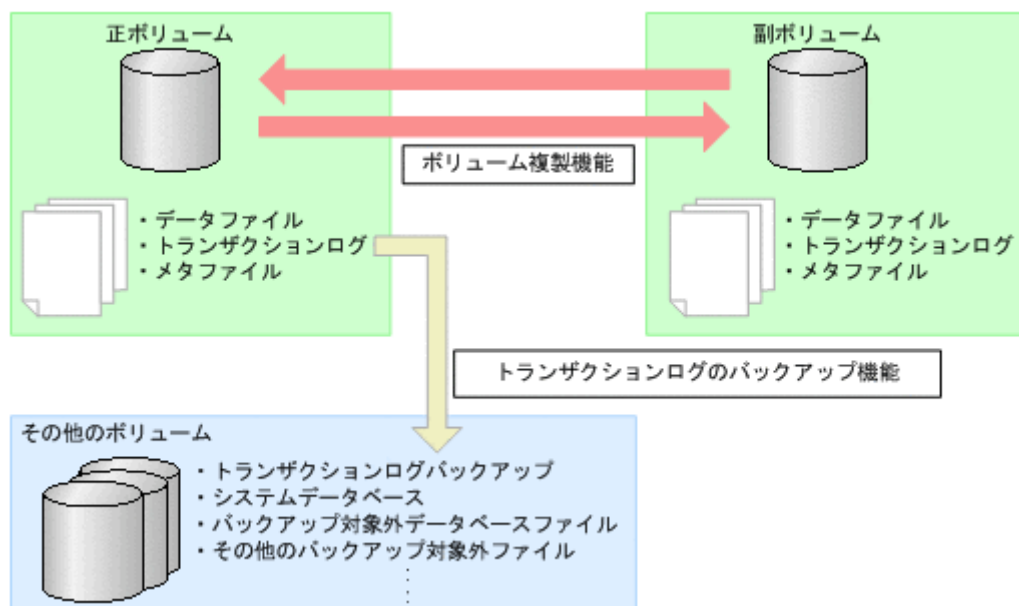 正ボリューム
副ボリューム
ボリューム複製機能
・データファイル
・トランザクションログ
・メタファイル
・データファイル
・トランザクションログ
・メタファイル
トランザクションログのバックアップ機能
その他のボリューム
・トランザクションログバックアップ
・システムデータベース
・バックアップ対象外データベースファイル
・その他のバックアップ対象外ファイル